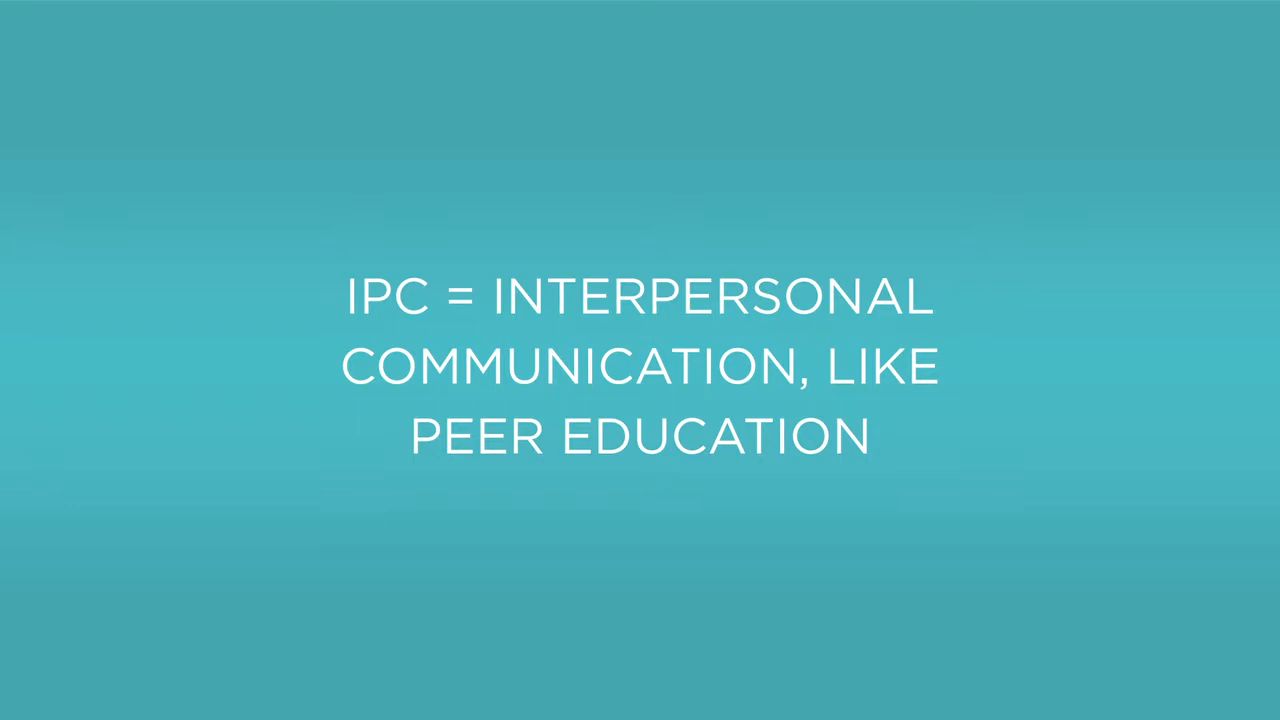 IPC = INTERPERSONAL
COMMUNICATION, LIKE
PEER EDUCATION